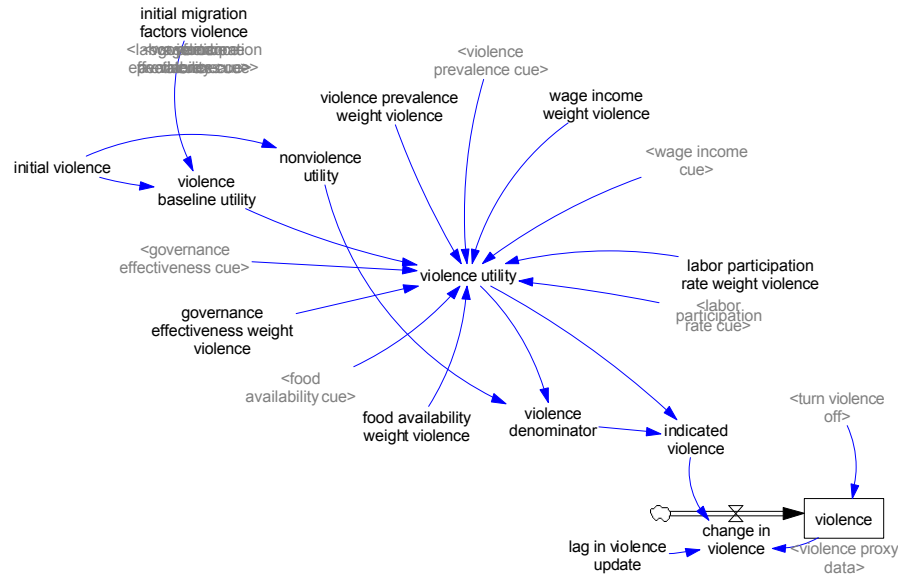 initial migration
factors violence
<violence
prevalence cue>
violence prevalence
weight violence
wage income
weight violence
<wage income
cue>
initial violence
nonviolence
utility
violence
baseline utility
<governance
effectiveness cue>
violence utility
labor participation
rate weight violence
governance
effectiveness weight
violence
<labor
participation
rate cue>
<food
availability cue>
food availability
weight violence
violence
denominator
indicated
violence
<turn violence
off>
violence
change in
violence
lag in violence
update
<violence proxy
data>